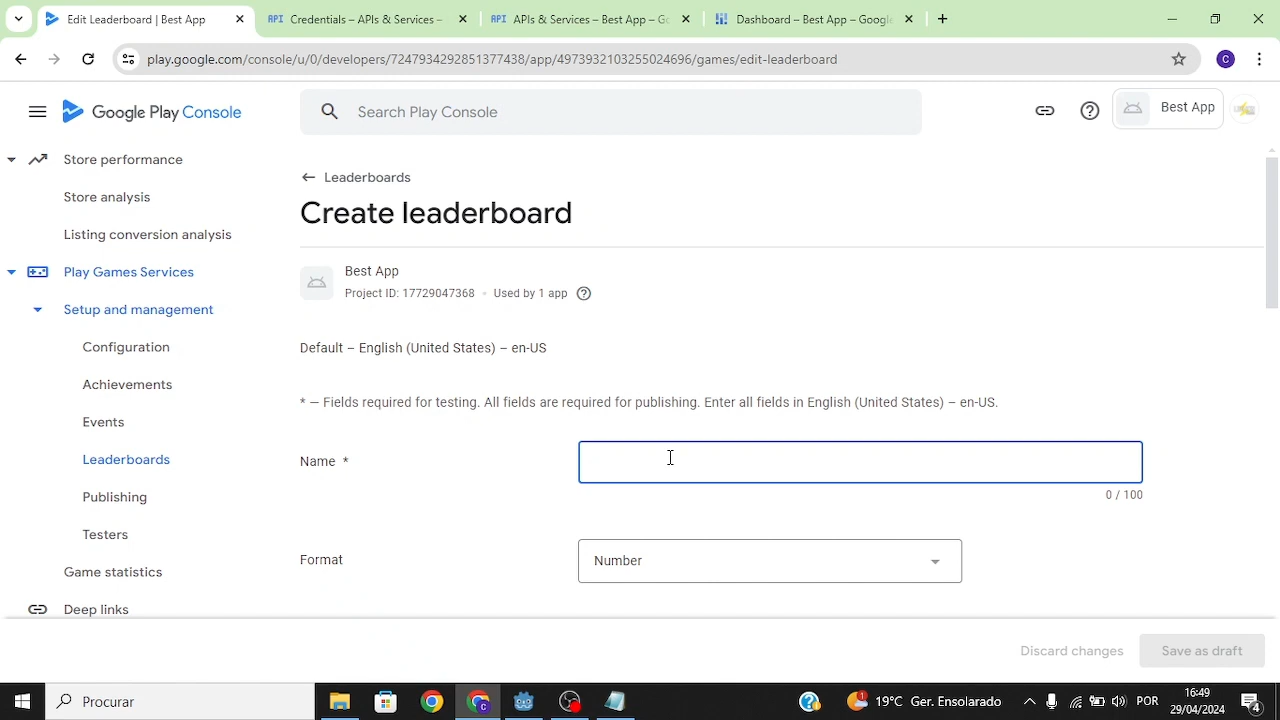 Edit Leaderboard | Best App
API Credentials – APIs & Services –
API APIs & Services – Best App – Go
Dashboard – Best App – Google
play.google.com/console/u/0/developers/7247934292851377438/app/4973932103255024696/games/edit-leaderboard
C
Google Play Console
Search Play Console
Best App
Store performance
Store analysis
Listing conversion analysis
Play Games Services
Setup and management
Configuration
Achievements
Events
Leaderboards
Publishing
Testers
Game statistics
Deep links
← Leaderboards
Create leaderboard
Best App
Project ID: 17729047368 • Used by 1 app
Default – English (United States) – en-US
* — Fields required for testing. All fields are required for publishing. Enter all fields in English (United States) – en-US.
Name *
0 / 100
Format
Number
Discard changes
Save as draft
Procurar
C
1
19°C Ger. Ensolarado
POR
16:49
29/04/2024
4